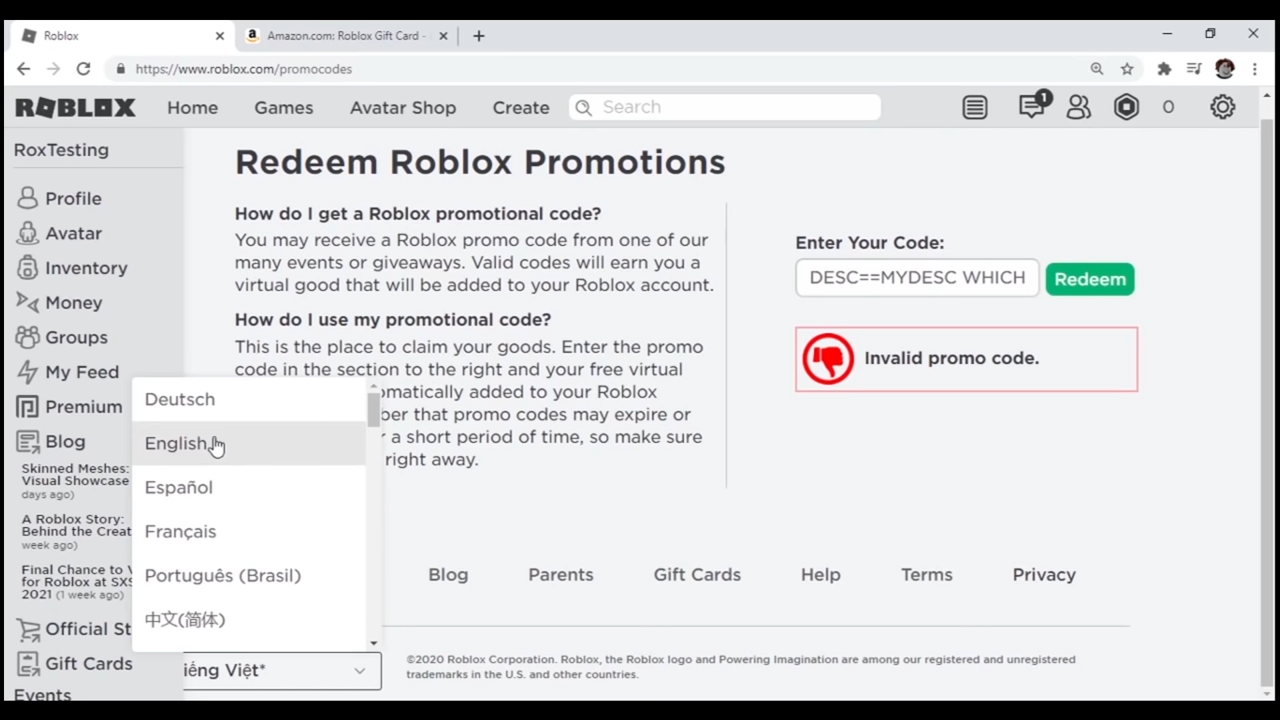 Roblox
Amazon.com: Roblox Gift Card -
https://www.roblox.com/promocodes
ROBLOX
Home
Games
Avatar Shop
Create
Search
1
0
RoxTesting
Profile
Avatar
Inventory
Money
Groups
My Feed
Premium
Blog
Skinned Meshes:
Visual Showcase
days ago)
A Roblox Story:
Behind the Creat
week ago)
Final Chance to V
for Roblox at SXS
2021 (1 week ago)
Official St
Gift Cards
Events
Redeem Roblox Promotions
How do I get a Roblox promotional code?
You may receive a Roblox promo code from one of our
many events or giveaways. Valid codes will earn you a
virtual good that will be added to your Roblox account.
How do I use my promotional code?
This is the place to claim your goods. Enter the promo
code in the section to the right and your free virtual
omatically added to your Roblox
ber that promo codes may expire or
r a short period of time, so make sure
right away.
Enter Your Code:
DESC==MYDESC WHICH
Redeem
Invalid promo code.
Deutsch
English
Español
Français
Português (Brasil)
中文(简体)
iếng Việt*
Blog
Parents
Gift Cards
Help
Terms
Privacy
©2020 Roblox Corporation. Roblox, the Roblox logo and Powering Imagination are among our registered and unregistered
trademarks in the U.S. and other countries.